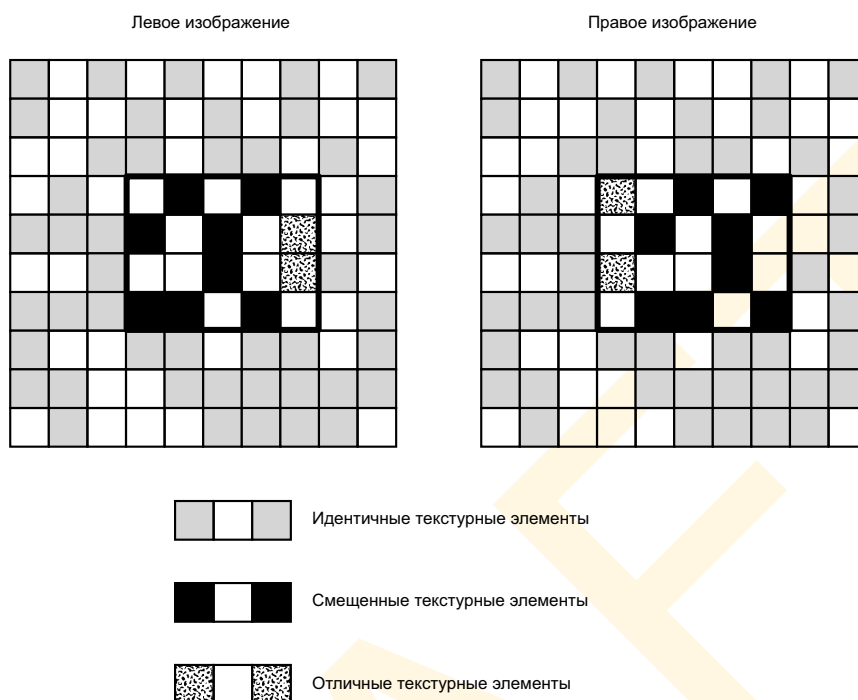 Левое изображение
Правое изображение
Идентичные текстурные элементы
Смещенные текстурные элементы
Отличные текстурные элементы